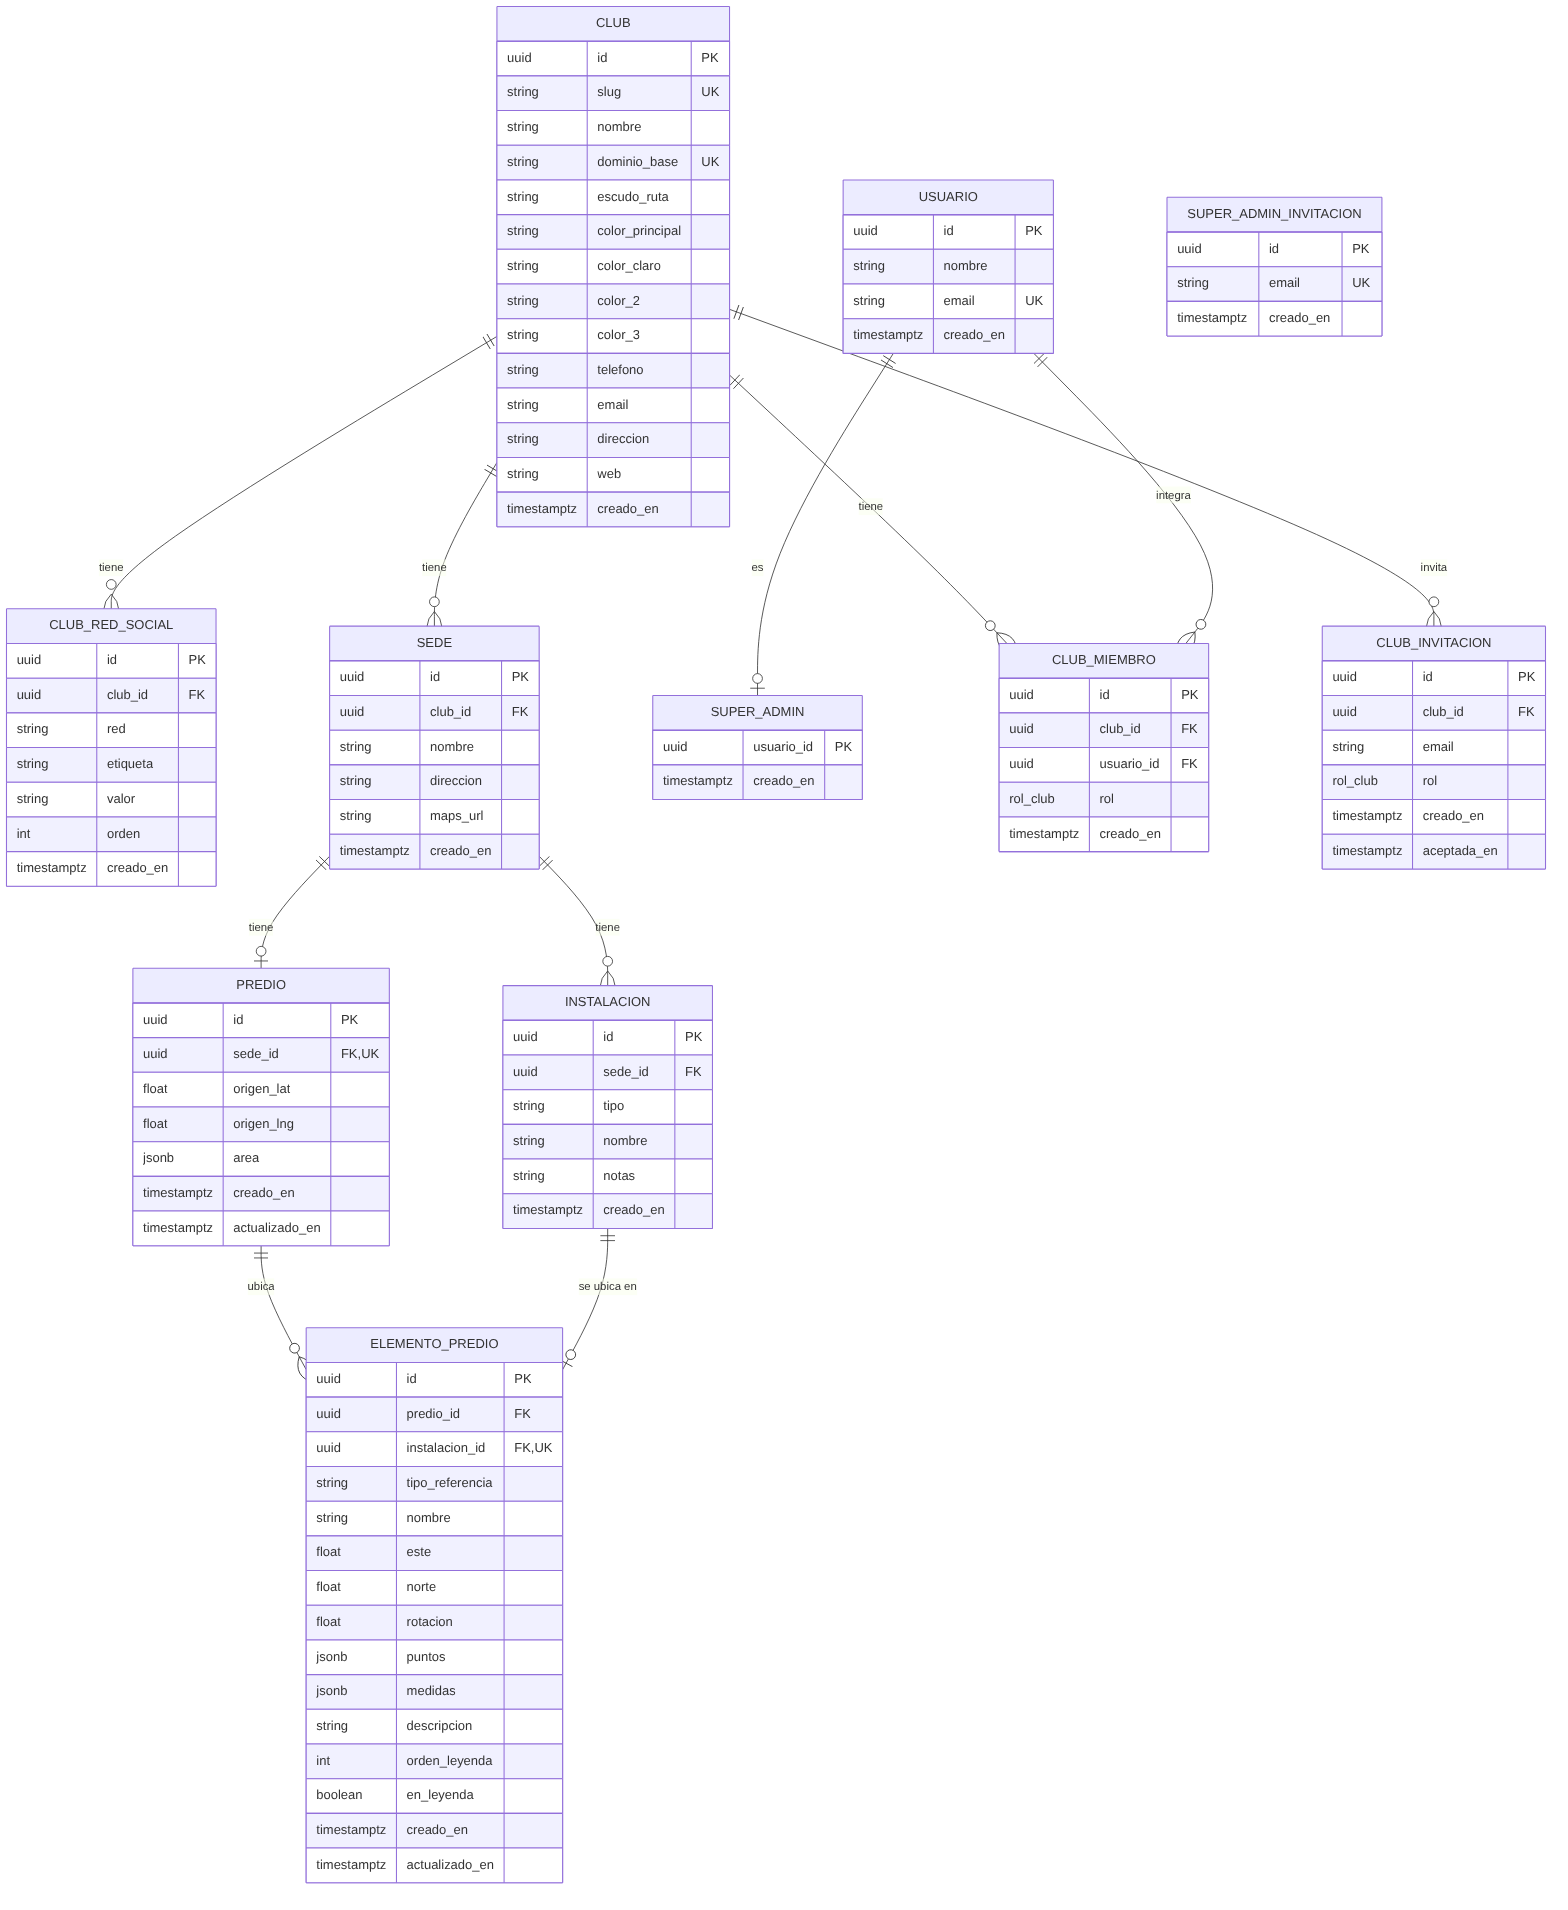 CLUB
uuid id PK
string slug UK
string nombre
string dominio_base UK
string escudo_ruta
string color_principal
string color_claro
string color_2
string color_3
string telefono
string email
string direccion
string web
timestamptz creado_en
USUARIO
uuid id PK
string nombre
string email UK
timestamptz creado_en
SUPER_ADMIN_INVITACION
uuid id PK
string email UK
timestamptz creado_en
tiene
tiene
es
tiene
integra
invita
CLUB_RED_SOCIAL
uuid id PK
uuid club_id FK
string red
string etiqueta
string valor
int orden
timestamptz creado_en
SEDE
uuid id PK
uuid club_id FK
string nombre
string direccion
string maps_url
timestamptz creado_en
SUPER_ADMIN
uuid usuario_id PK
timestamptz creado_en
CLUB_MIEMBRO
uuid id PK
uuid club_id FK
uuid usuario_id FK
rol_club rol
timestamptz creado_en
CLUB_INVITACION
uuid id PK
uuid club_id FK
string email
rol_club rol
timestamptz creado_en
timestamptz aceptada_en
tiene
tiene
PREDIO
uuid id PK
uuid sede_id FK,UK
float origen_lat
float origen_lng
jsonb area
timestamptz creado_en
timestamptz actualizado_en
INSTALACION
uuid id PK
uuid sede_id FK
string tipo
string nombre
string notas
timestamptz creado_en
ubica
se ubica en
ELEMENTO_PREDIO
uuid id PK
uuid predio_id FK
uuid instalacion_id FK,UK
string tipo_referencia
string nombre
float este
float norte
float rotacion
jsonb puntos
jsonb medidas
string descripcion
int orden_leyenda
boolean en_leyenda
timestamptz creado_en
timestamptz actualizado_en